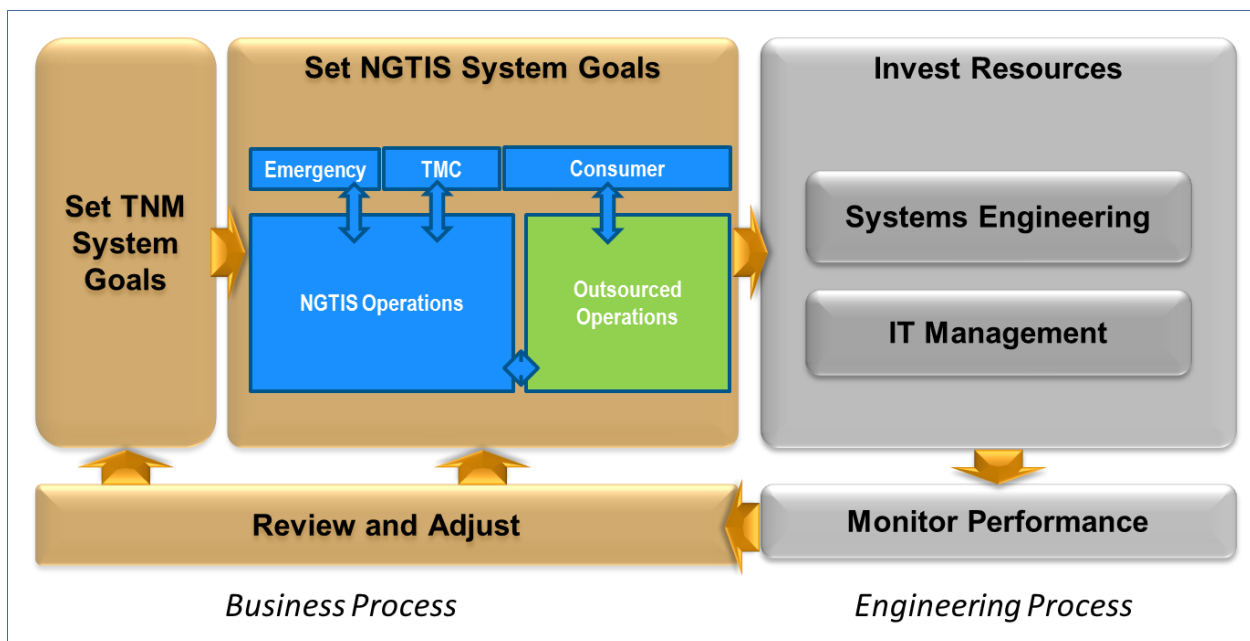 Set TNM
System
Goals
Set NGTIS System Goals
Emergency
TMC
Consumer
NGTIS Operations
Outsourced
Operations
Invest Resources
Systems Engineering
IT Management
Monitor Performance
Review and Adjust
Business Process
Engineering Process